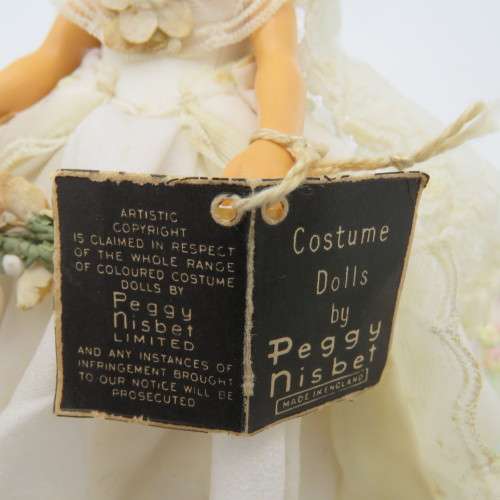 ARTISTIC
COPYRIGHT
IS CLAIMED IN RESPECT
OF THE WHOLE RANGE
OF COLOURED COSTUME
DOLLS BY
Peggy
Nisbet
LIMITED
AND ANY INSTANCES OF
INFRINGEMENT BROUGHT
TO OUR NOTICE WILL BE
PROSECUTED
Costume
Dolls
by
Peggy
Nisbet
MADE IN ENGLAND